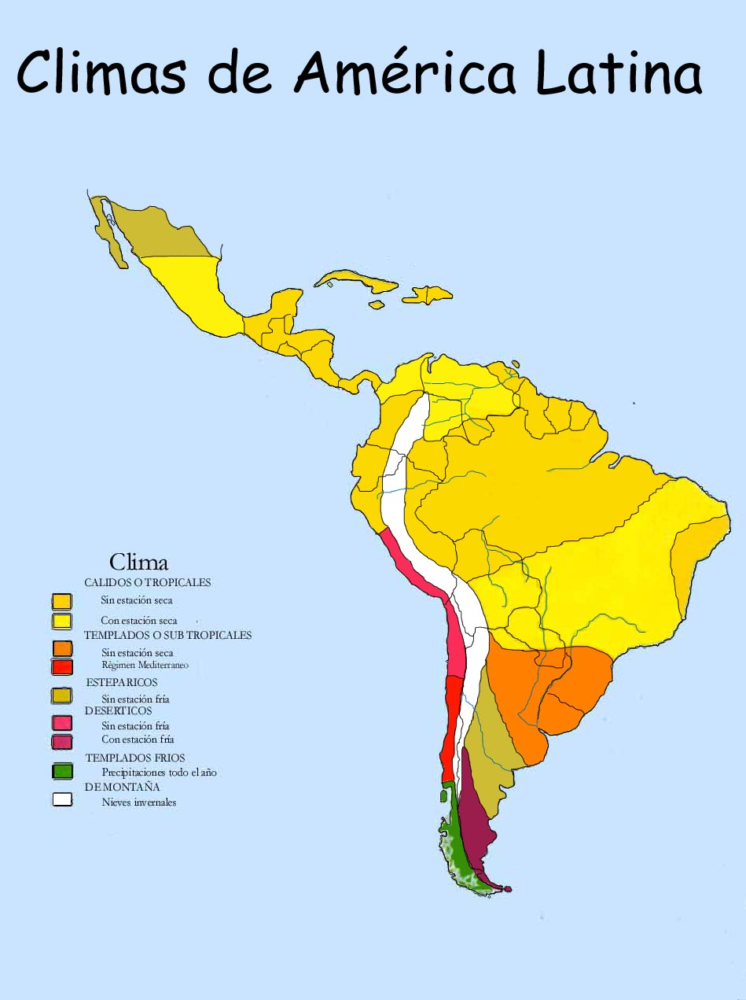 Climas de América Latina
Clima
CALIDOS O TROPICALES
Sin estación seca
Con estación seca
TEMPLADOS O SUB TROPICALES
Sin estación seca
Règimen Mediterraneo
ESTEPARICOS
Sin estación fría
DESERTICOS
Sin estación fría
Con estación fría
TEMPLADOS FRIOS
Precipitaciones todo el año
DE MONTAÑA
Nieves invernales